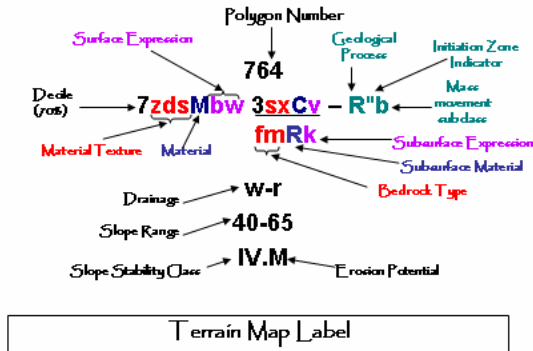 Polygon Number
Surface Expression
Geological Process
Initiation Zone Indicator
764
Decile (70%)
7zdsMbw 3sxCv – R"b
Mass movement subclass
Material Texture
Material
fmRk
Subsurface Expression
Subsurface Material
Bedrock Type
Drainage
w-r
Slope Range
40-65
Slope Stability Class
IV.M
Erosion Potential
Terrain Map Label